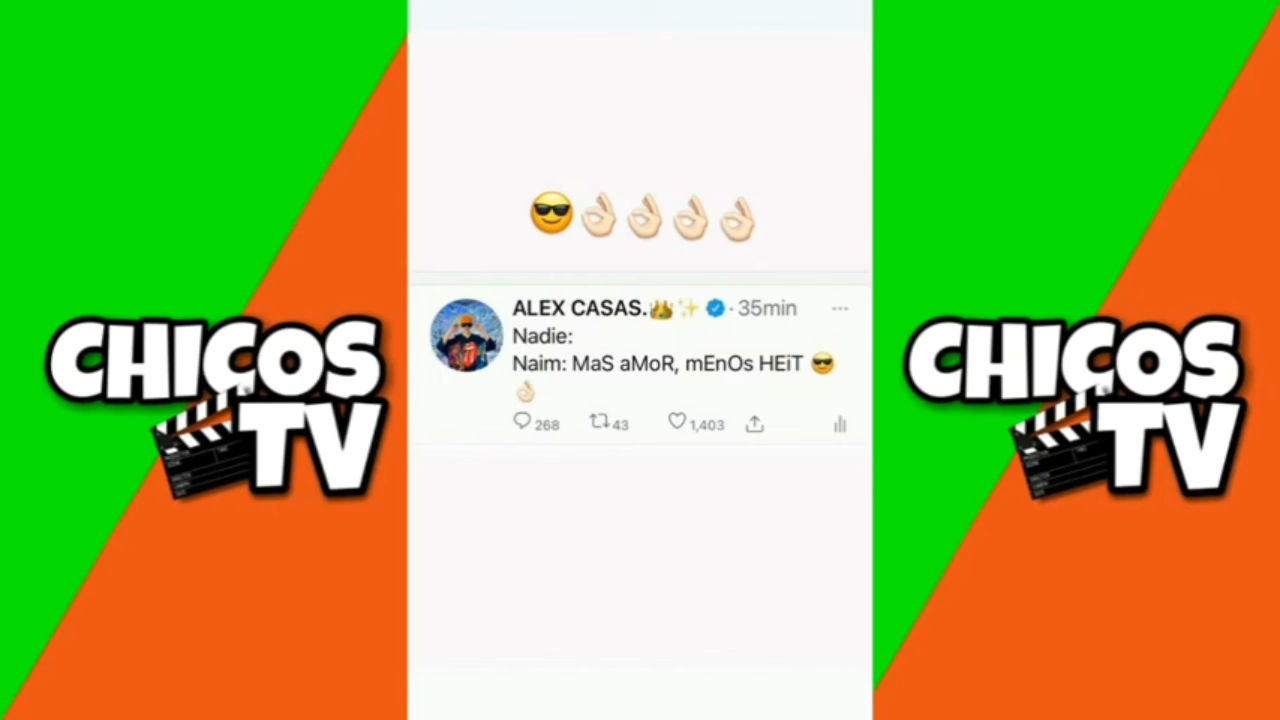 CHICOS
TV
😎👌🏻👌🏻👌🏻👌🏻
ALEX CASAS.👑✨ · 35min
Nadie:
Naim: MaS aMoR, mEnOs HEiT 😎
👌🏻
268 43 1,403
CHICOS
TV